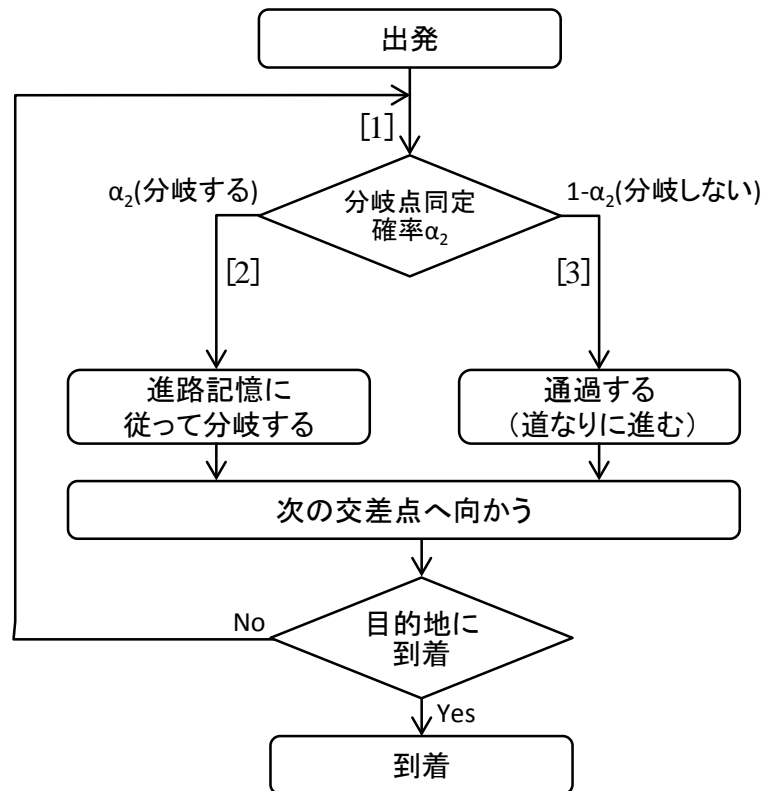 出発
[1]
α₂(分岐する)
1-α₂(分岐しない)
分岐点同定
確率α₂
[2]
[3]
進路記憶に
従って分岐する
通過する
（道なりに進む）
次の交差点へ向かう
No
目的地に
到着
Yes
到着